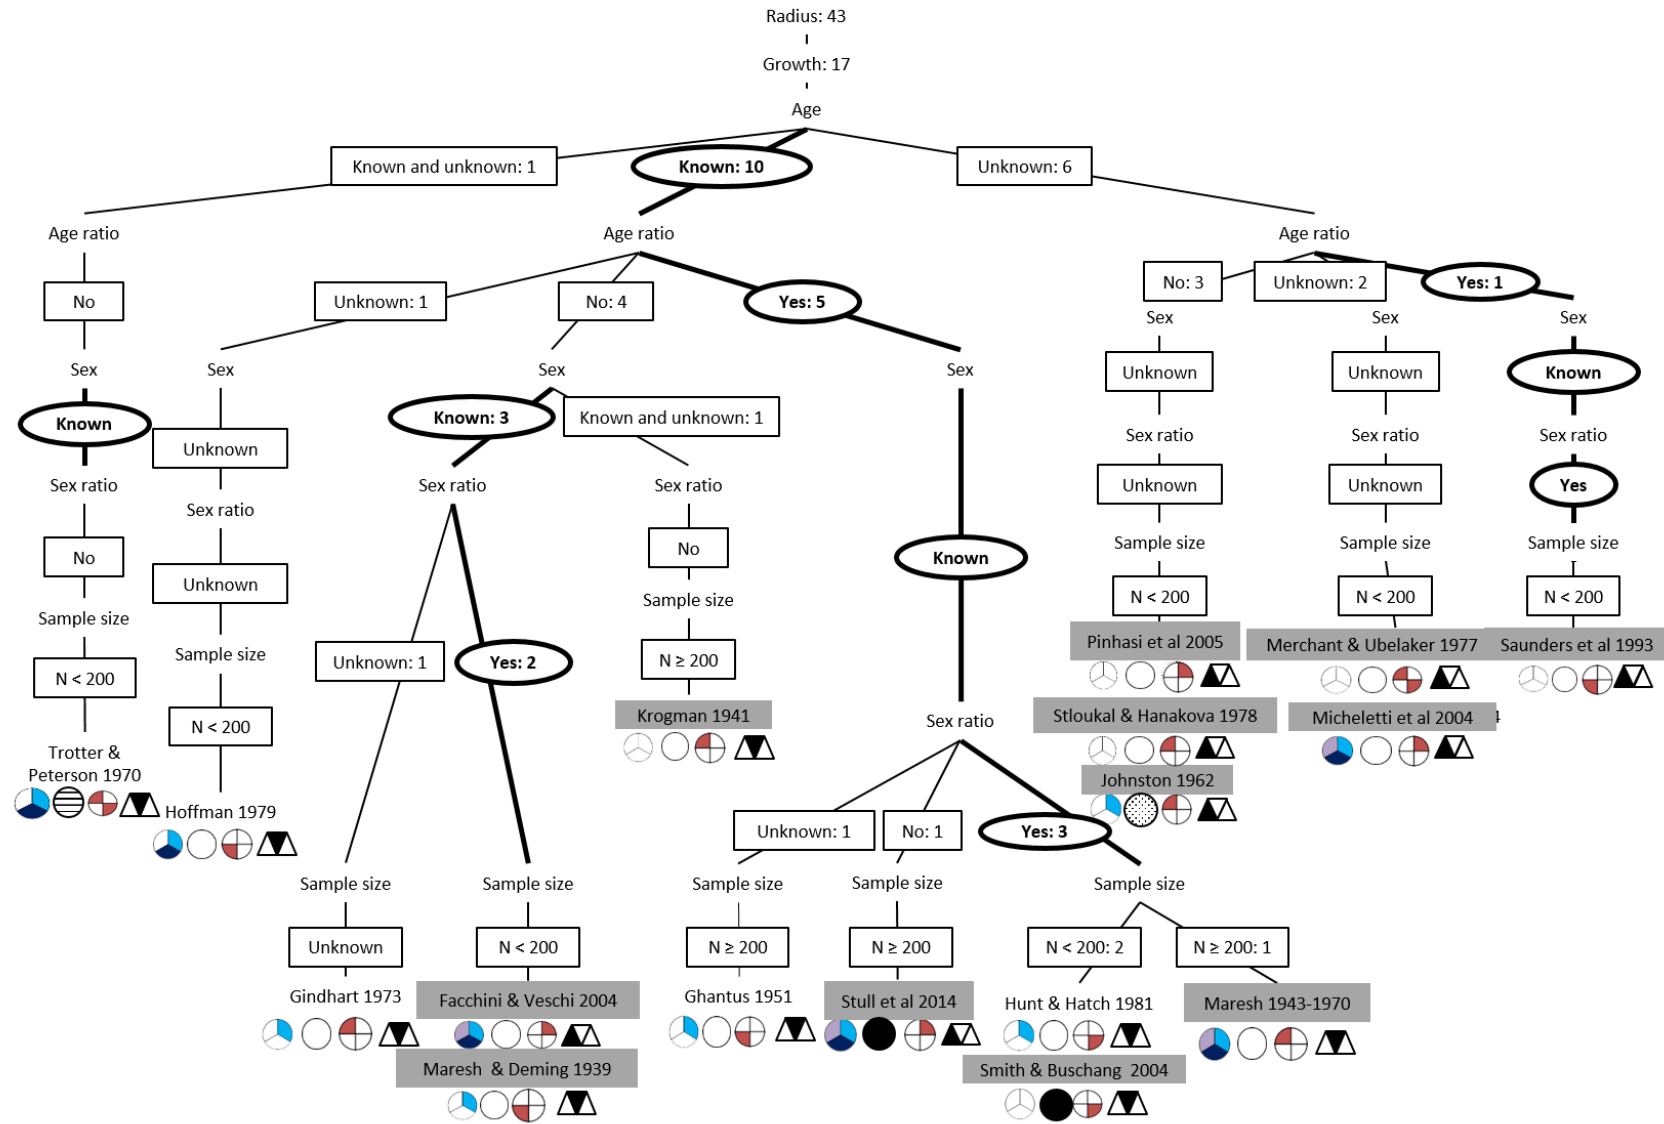 Radius: 43
Growth: 17
Age
Known and unknown: 1
Known: 10
Unknown: 6
Age ratio
Age ratio
Age ratio
No
Unknown: 1
No: 4
Yes: 5
No: 3
Unknown: 2
Yes: 1
Sex
Sex
Sex
Sex
Sex
Sex
Sex
Known
Unknown
Known: 3
Known and unknown: 1
Known
Unknown
Unknown
Known
Sex ratio
Sex ratio
Sex ratio
Sex ratio
Sex ratio
Sex ratio
Sex ratio
Sex ratio
No
Unknown
Unknown: 1
Yes: 2
No
Unknown: 1
No: 1
Yes: 3
Unknown
Unknown
Yes
Sample size
Sample size
Sample size
Sample size
Sample size
Sample size
Sample size
Sample size
Sample size
Sample size
Sample size
N < 200
N < 200
Unknown
N < 200
N ≥ 200
N ≥ 200
N ≥ 200
N < 200: 2
N ≥ 200: 1
N < 200
N < 200
N < 200
Trotter &
Peterson 1970
Hoffman 1979
Gindhart 1973
Facchini & Veschi 2004
Maresh & Deming 1939
Krogman 1941
Ghantus 1951
Stull et al 2014
Hunt & Hatch 1981
Smith & Buschang 2004
Maresh 1943-1970
Pinhasi et al 2005
Stloukal & Hanakova 1978
Johnston 1962
Merchant & Ubelaker 1977
Micheletti et al 2004
4
Saunders et al 1993